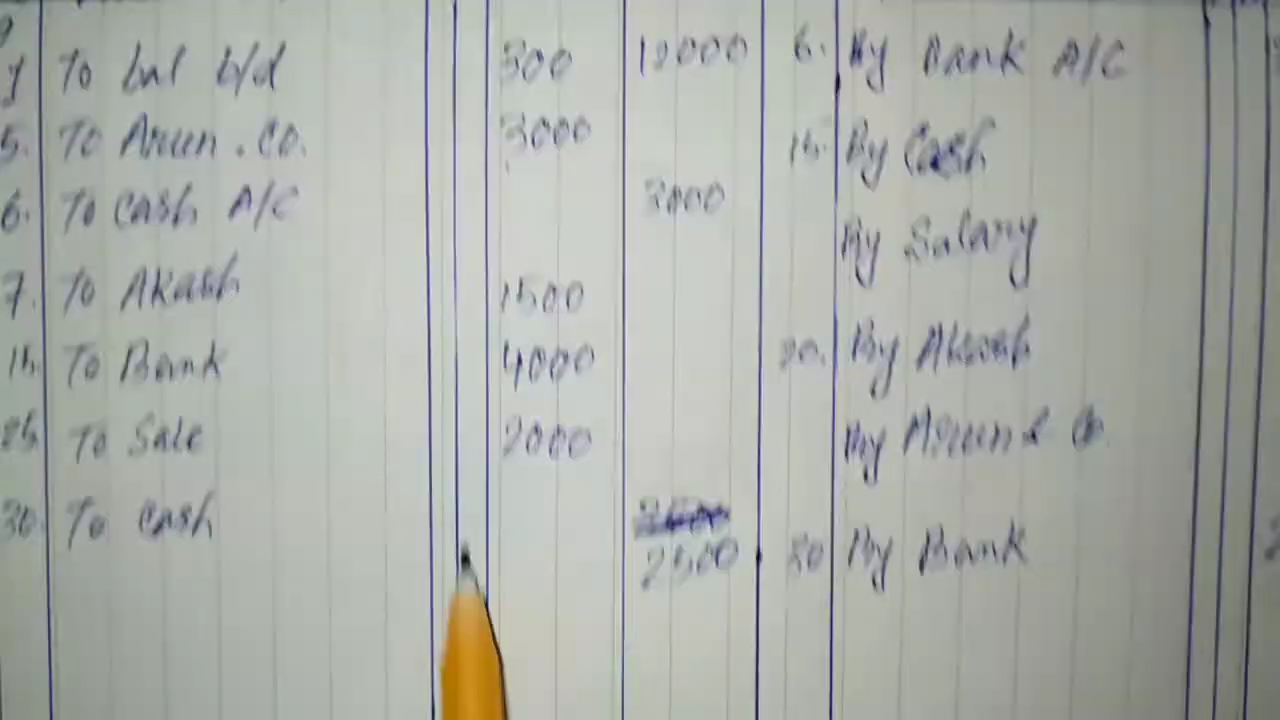 1 To bal b/d 300 12000 6. By Bank A/C
5. To Arun . Co. 3000 15. By Cash
6. To Cash A/C 3000
By Salary
7. To Akash 1500
15. To Bank 4000 20. By Akash
25. To Sale 2000 By Arun & Co.
30. To Cash
2500 30 By Bank